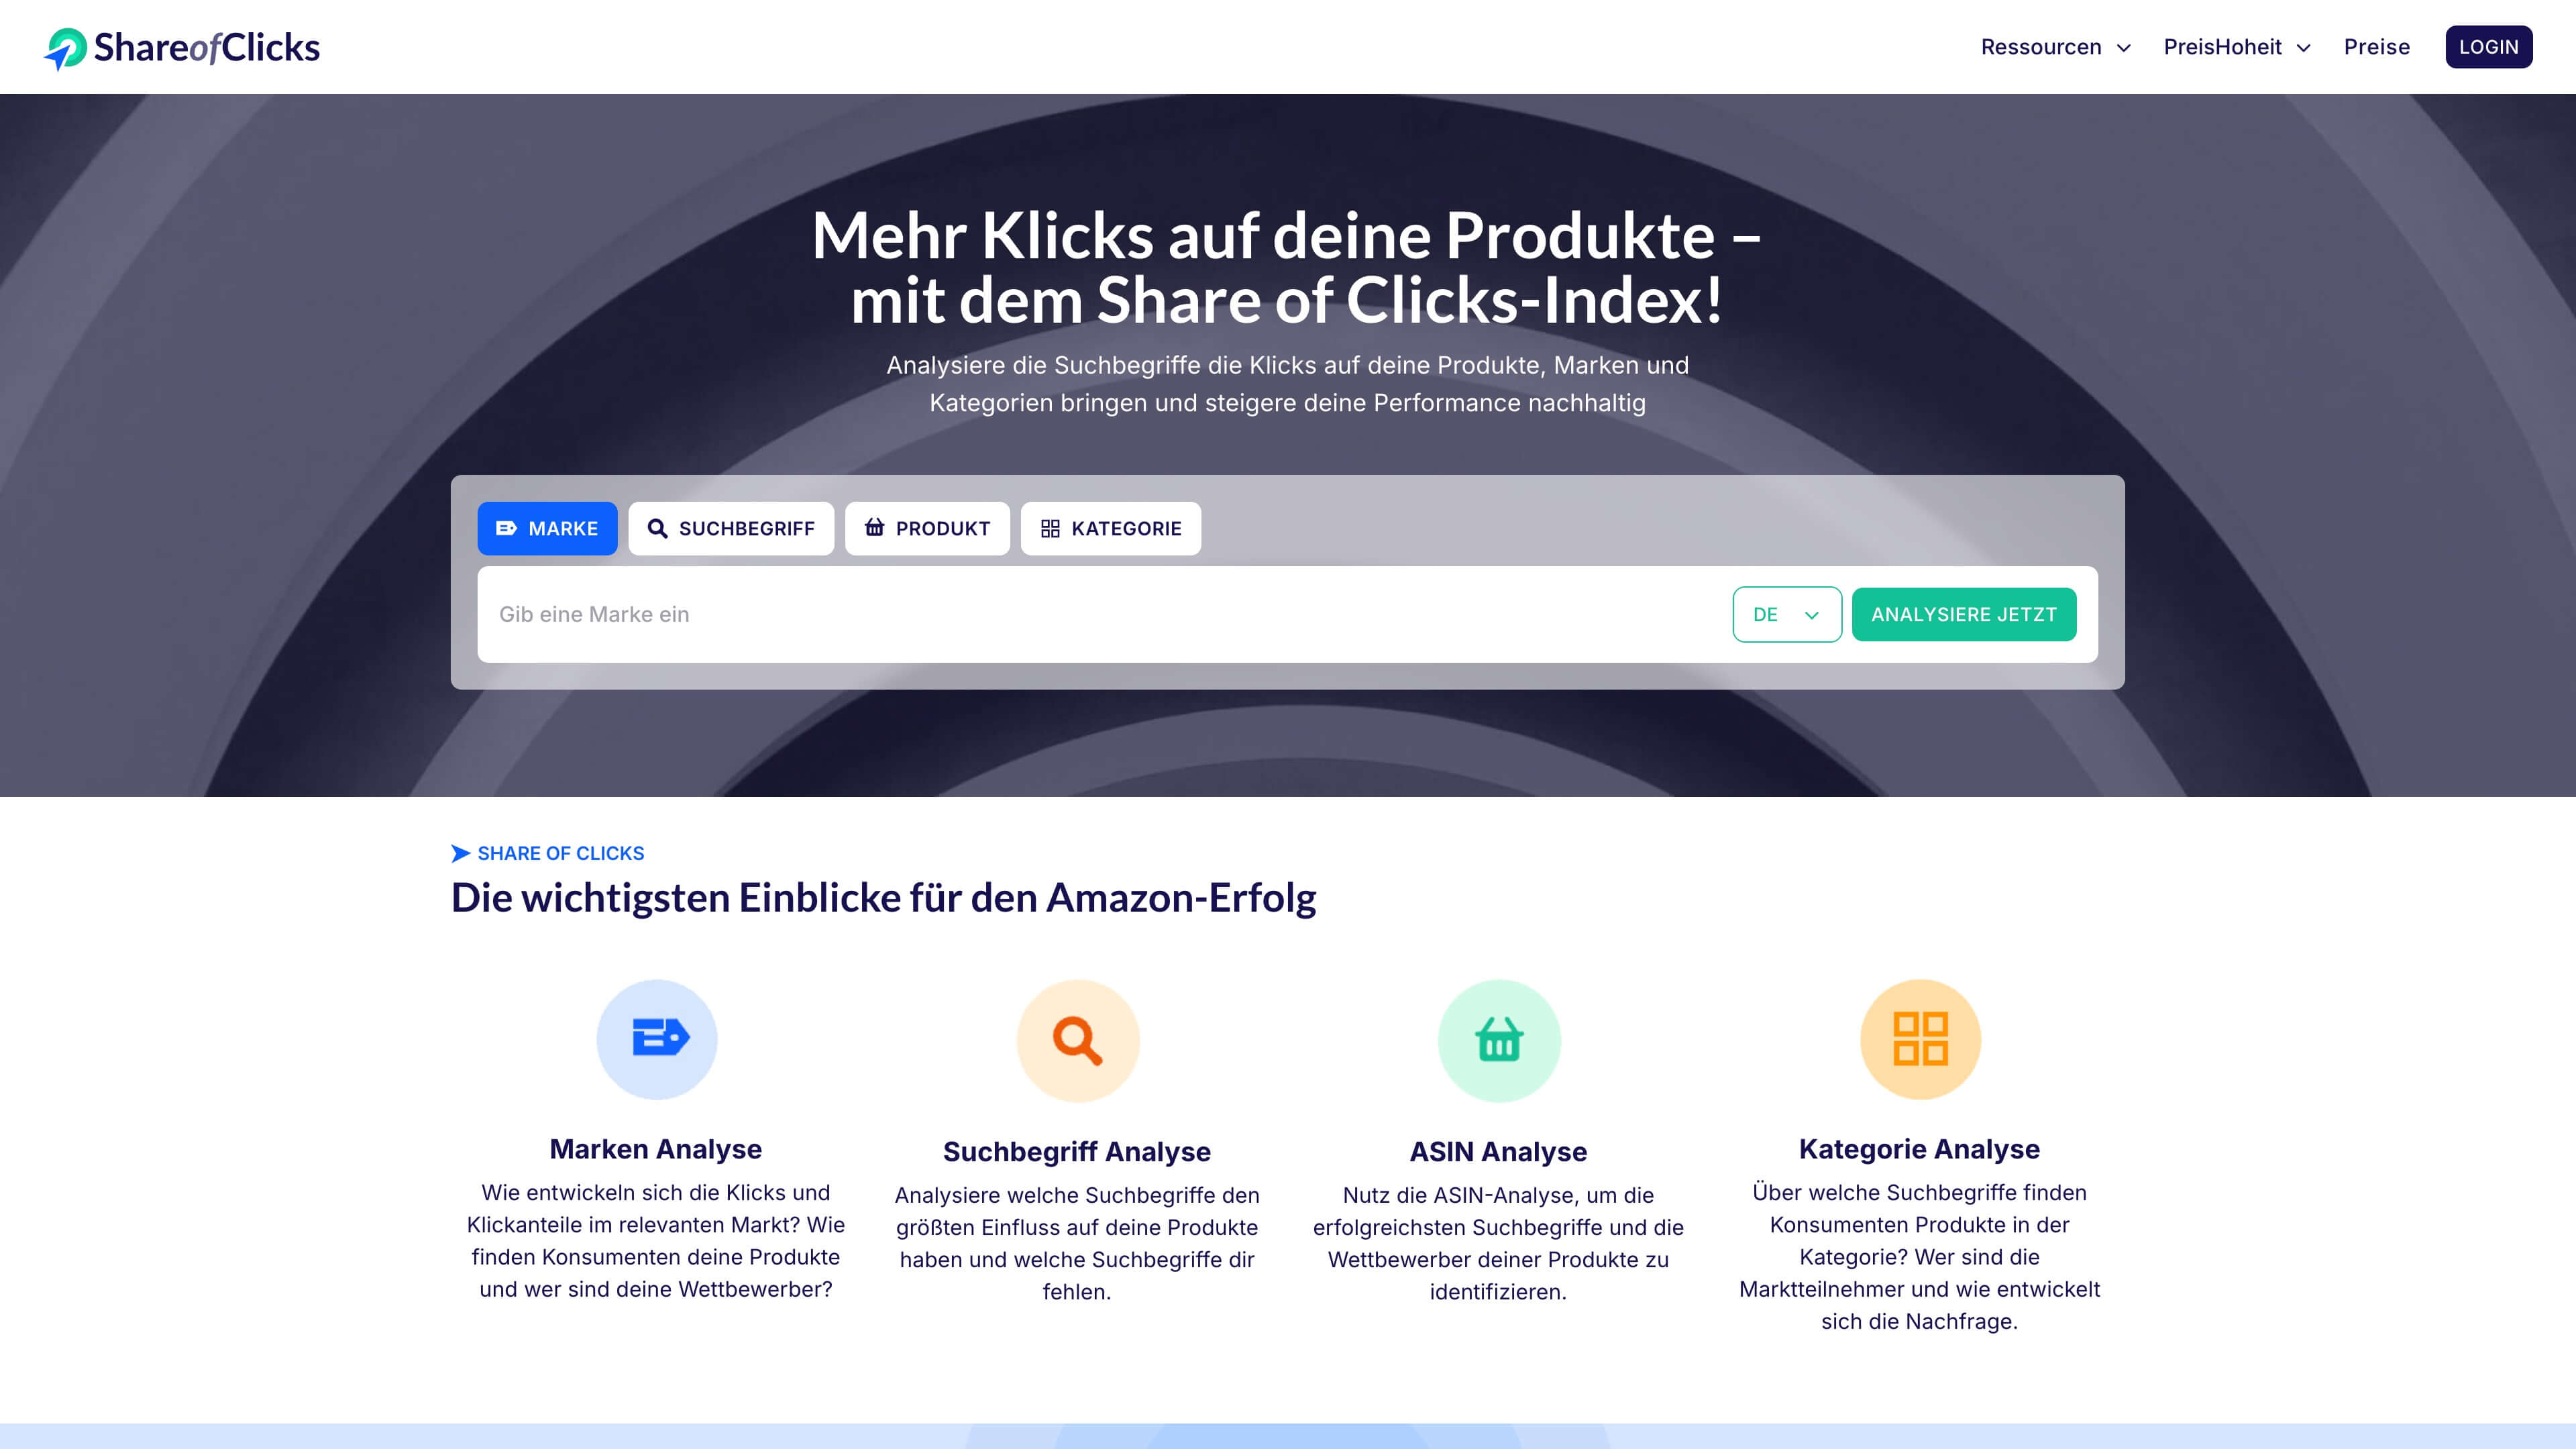 ShareofClicks
Ressourcen
PreisHoheit
Preise
LOGIN
Mehr Klicks auf deine Produkte –
mit dem Share of Clicks-Index!
Analysiere die Suchbegriffe die Klicks auf deine Produkte, Marken und
Kategorien bringen und steigere deine Performance nachhaltig
MARKE
SUCHBEGRIFF
PRODUKT
KATEGORIE
Gib eine Marke ein
DE
ANALYSIERE JETZT
SHARE OF CLICKS
Die wichtigsten Einblicke für den Amazon-Erfolg
Marken Analyse
Wie entwickeln sich die Klicks und
Klickanteile im relevanten Markt? Wie
finden Konsumenten deine Produkte
und wer sind deine Wettbewerber?
Suchbegriff Analyse
Analysiere welche Suchbegriffe den
größten Einfluss auf deine Produkte
haben und welche Suchbegriffe dir
fehlen.
ASIN Analyse
Nutz die ASIN-Analyse, um die
erfolgreichsten Suchbegriffe und die
Wettbewerber deiner Produkte zu
identifizieren.
Kategorie Analyse
Über welche Suchbegriffe finden
Konsumenten Produkte in der
Kategorie? Wer sind die
Marktteilnehmer und wie entwickelt
sich die Nachfrage.